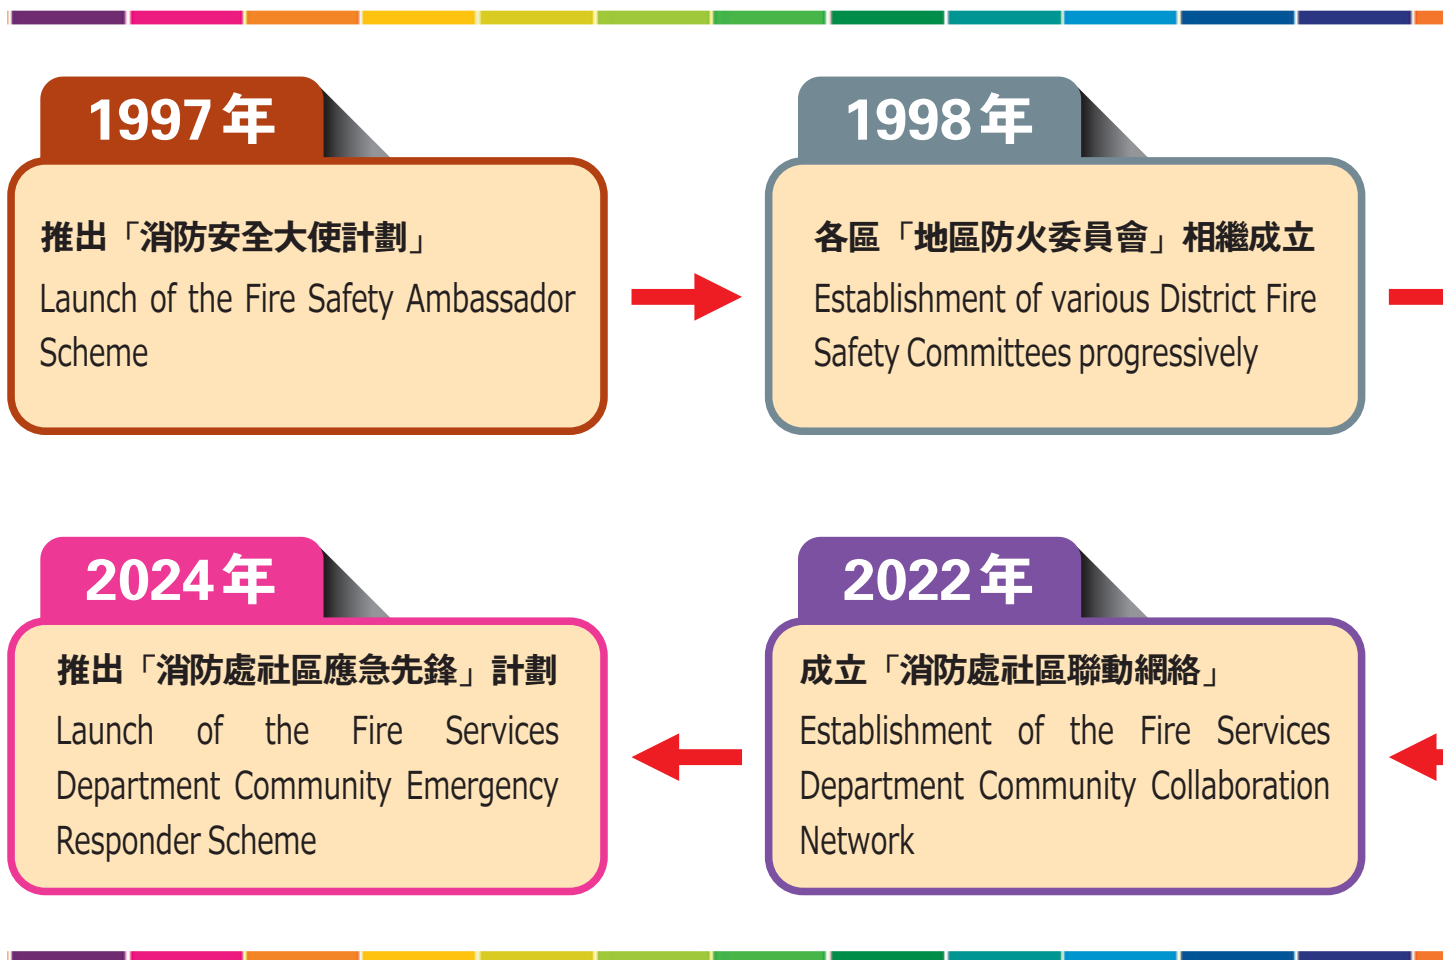 1997年
推出「消防安全大使計劃」
Launch of the Fire Safety Ambassador
Scheme
1998年
各區「地區防火委員會」相繼成立
Establishment of various District Fire
Safety Committees progressively
2024年
推出「消防處社區應急先鋒」計劃
Launch of the Fire Services
Department Community Emergency
Responder Scheme
2022年
成立「消防處社區聯動網絡」
Establishment of the Fire Services
Department Community Collaboration
Network